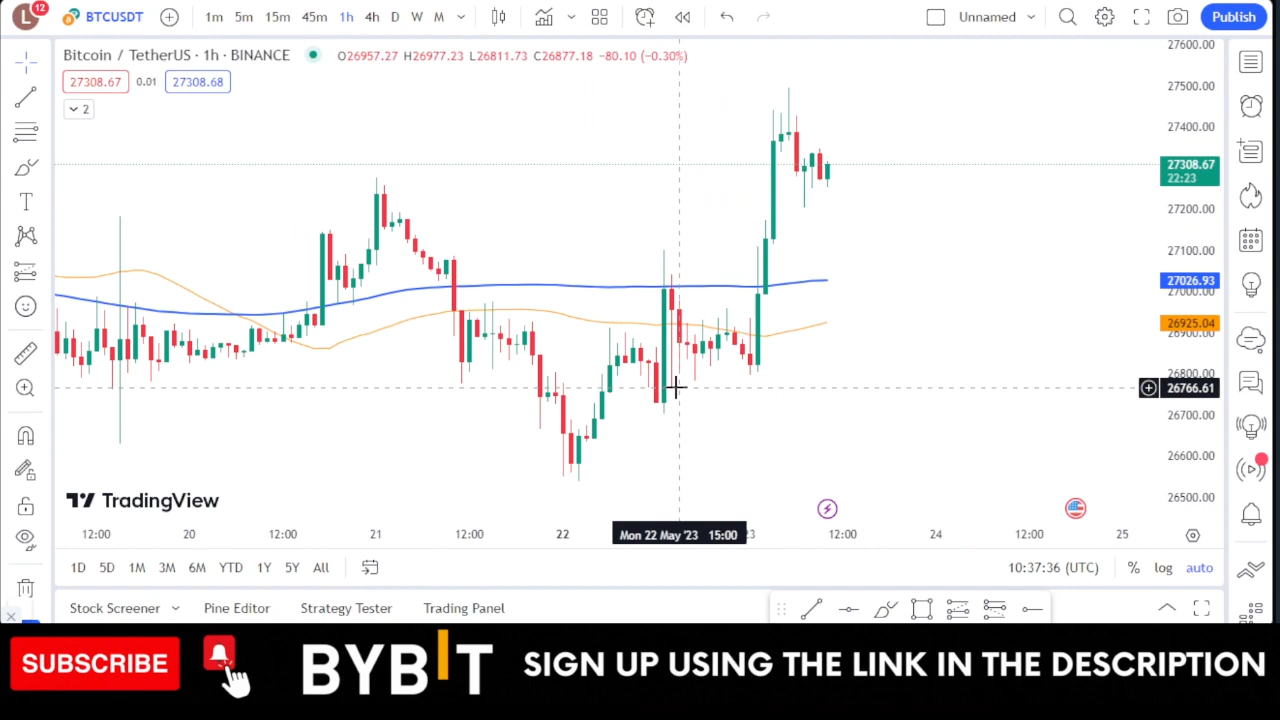 L 12 BTCUSDT 1m 5m 15m 45m 1h 4h D W M Unnamed Publish
Bitcoin / TetherUS · 1h · BINANCE O26957.27 H26977.23 L26811.73 C26877.18 −80.10 (−0.30%)
27308.67 0.01 27308.68
2
27600.00
27500.00
27400.00
27308.67
22:23
27200.00
27100.00
27026.93
27000.00
26925.04
26900.00
26800.00
26766.61
26700.00
26600.00
26500.00
TradingView
12:00 20 12:00 21 12:00 22 Mon 22 May '23 15:00 23 12:00 24 12:00 25
1D 5D 1M 3M 6M YTD 1Y 5Y All 10:37:36 (UTC) % log auto
Stock Screener Pine Editor Strategy Tester Trading Panel
SUBSCRIBE BYBIT SIGN UP USING THE LINK IN THE DESCRIPTION